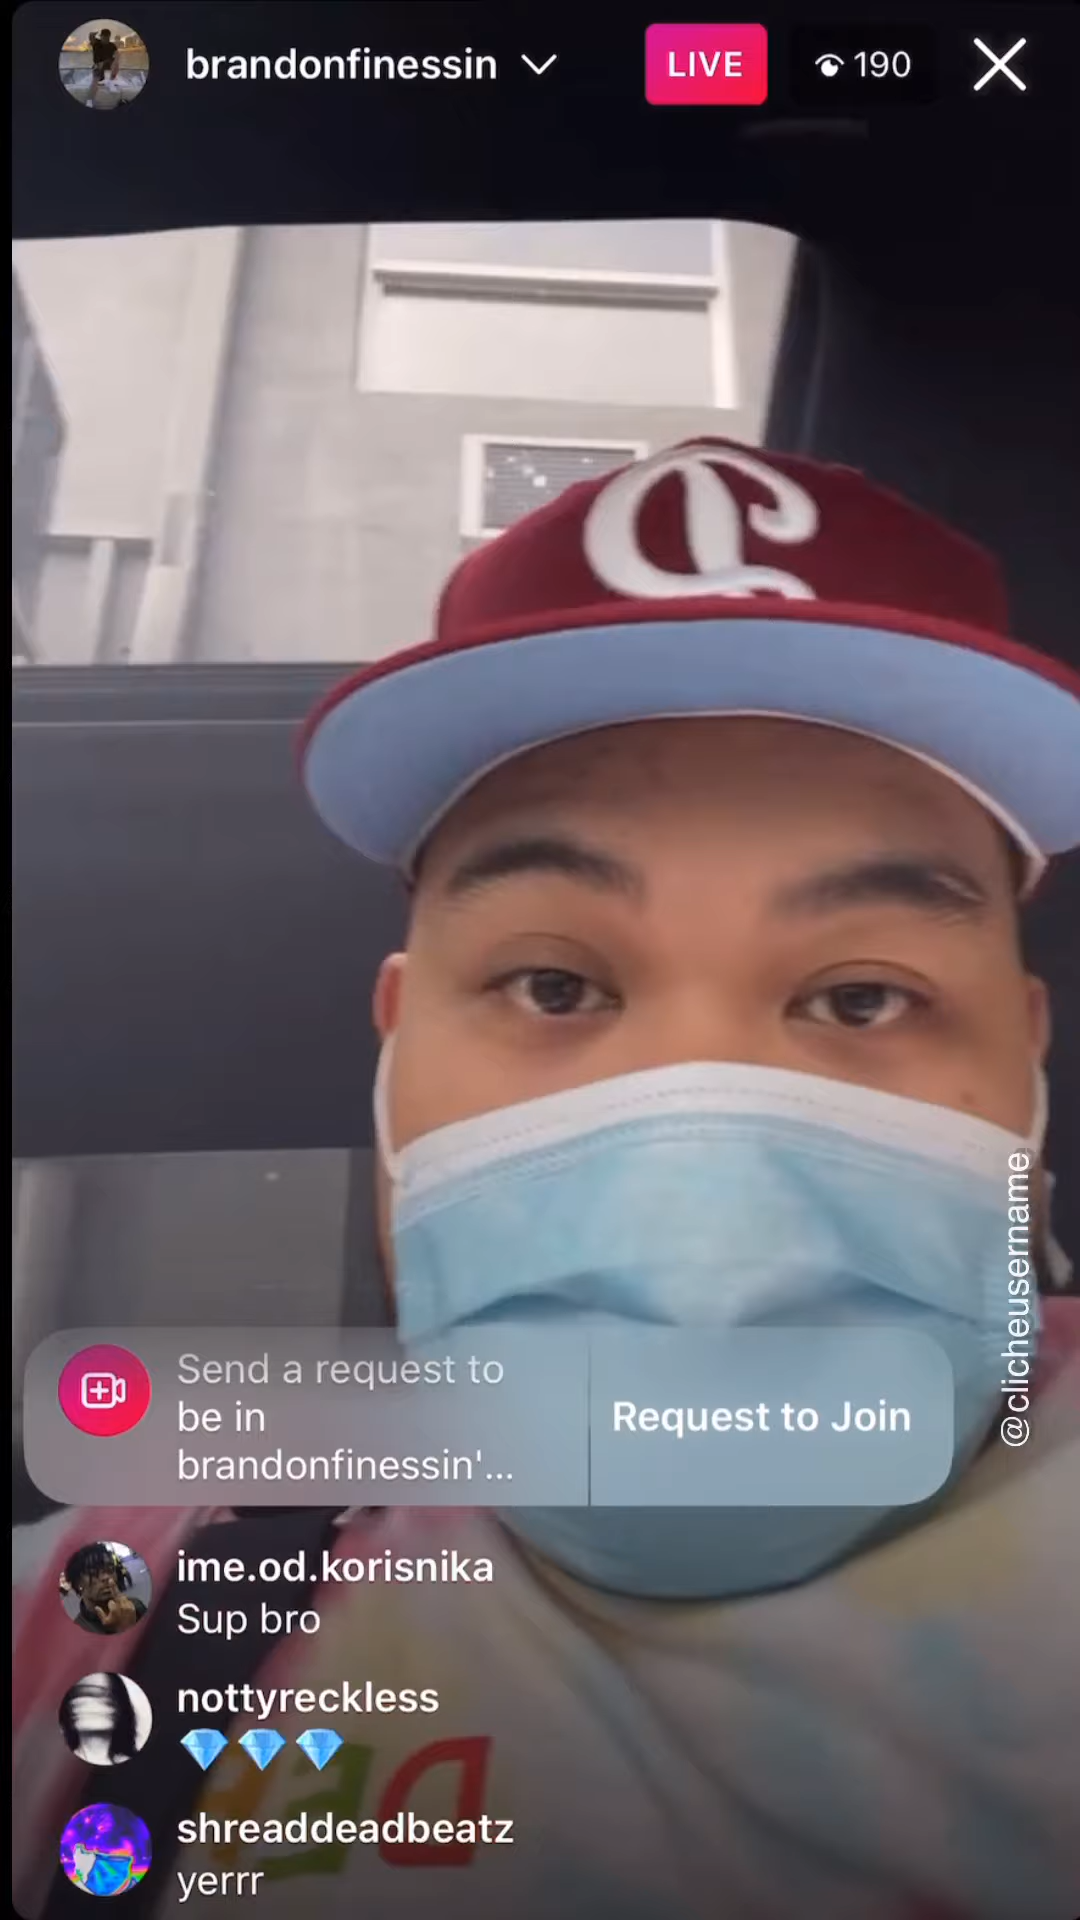 brandonfinessin
LIVE
190
@clicheusername
Send a request to
be in
brandonfinessin'...
Request to Join
ime.od.korisnika
Sup bro
nottyreckless
💎💎💎
shreaddeadbeatz
yerrr